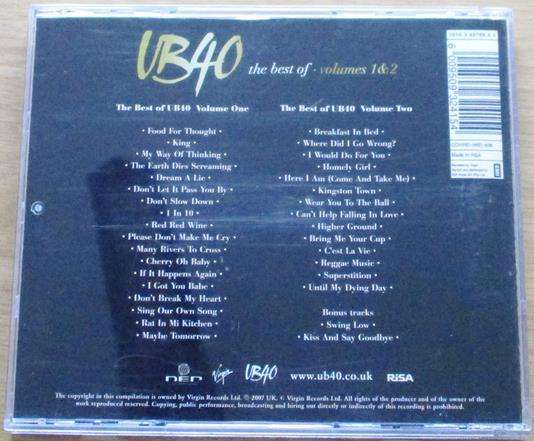 UB40
the best of · volumes 1&2
The Best of UB40 Volume One
· Food For Thought ·
· King ·
· My Way Of Thinking ·
· The Earth Dies Screaming ·
· Dream A Lie ·
· Don't Let It Pass You By ·
· Don't Slow Down ·
· 1 In 10 ·
· Red Red Wine ·
· Please Don't Make Me Cry ·
· Many Rivers To Cross ·
· Cherry Oh Baby ·
· If It Happens Again ·
· I Got You Babe ·
· Don't Break My Heart ·
· Sing Our Own Song ·
· Rat In Mi Kitchen ·
· Maybe Tomorrow ·
The Best of UB40 Volume Two
· Breakfast In Bed ·
· Where Did I Go Wrong? ·
· I Would Do For You ·
· Homely Girl ·
· Here I Am (Come And Take Me) ·
· Kingston Town ·
· Wear You To The Ball ·
· Can't Help Falling In Love ·
· Higher Ground ·
· Bring Me Your Cup ·
· C'est La Vie ·
· Reggae Music ·
· Superstition ·
· Until My Dying Day ·
Bonus tracks
· Swing Low ·
· Kiss And Say Goodbye ·
6 009509 324154
Made in RSA
Virgin
UB40
www.ub40.co.uk
RiSA
The copyright in this compilation is owned by Virgin Records Ltd. ℗ 2007 UK. © Virgin Records Ltd. All rights of the producer and of the owner of the
work reproduced reserved. Copying, public performance, broadcasting and hiring out directly or indirectly of this recording is prohibited.